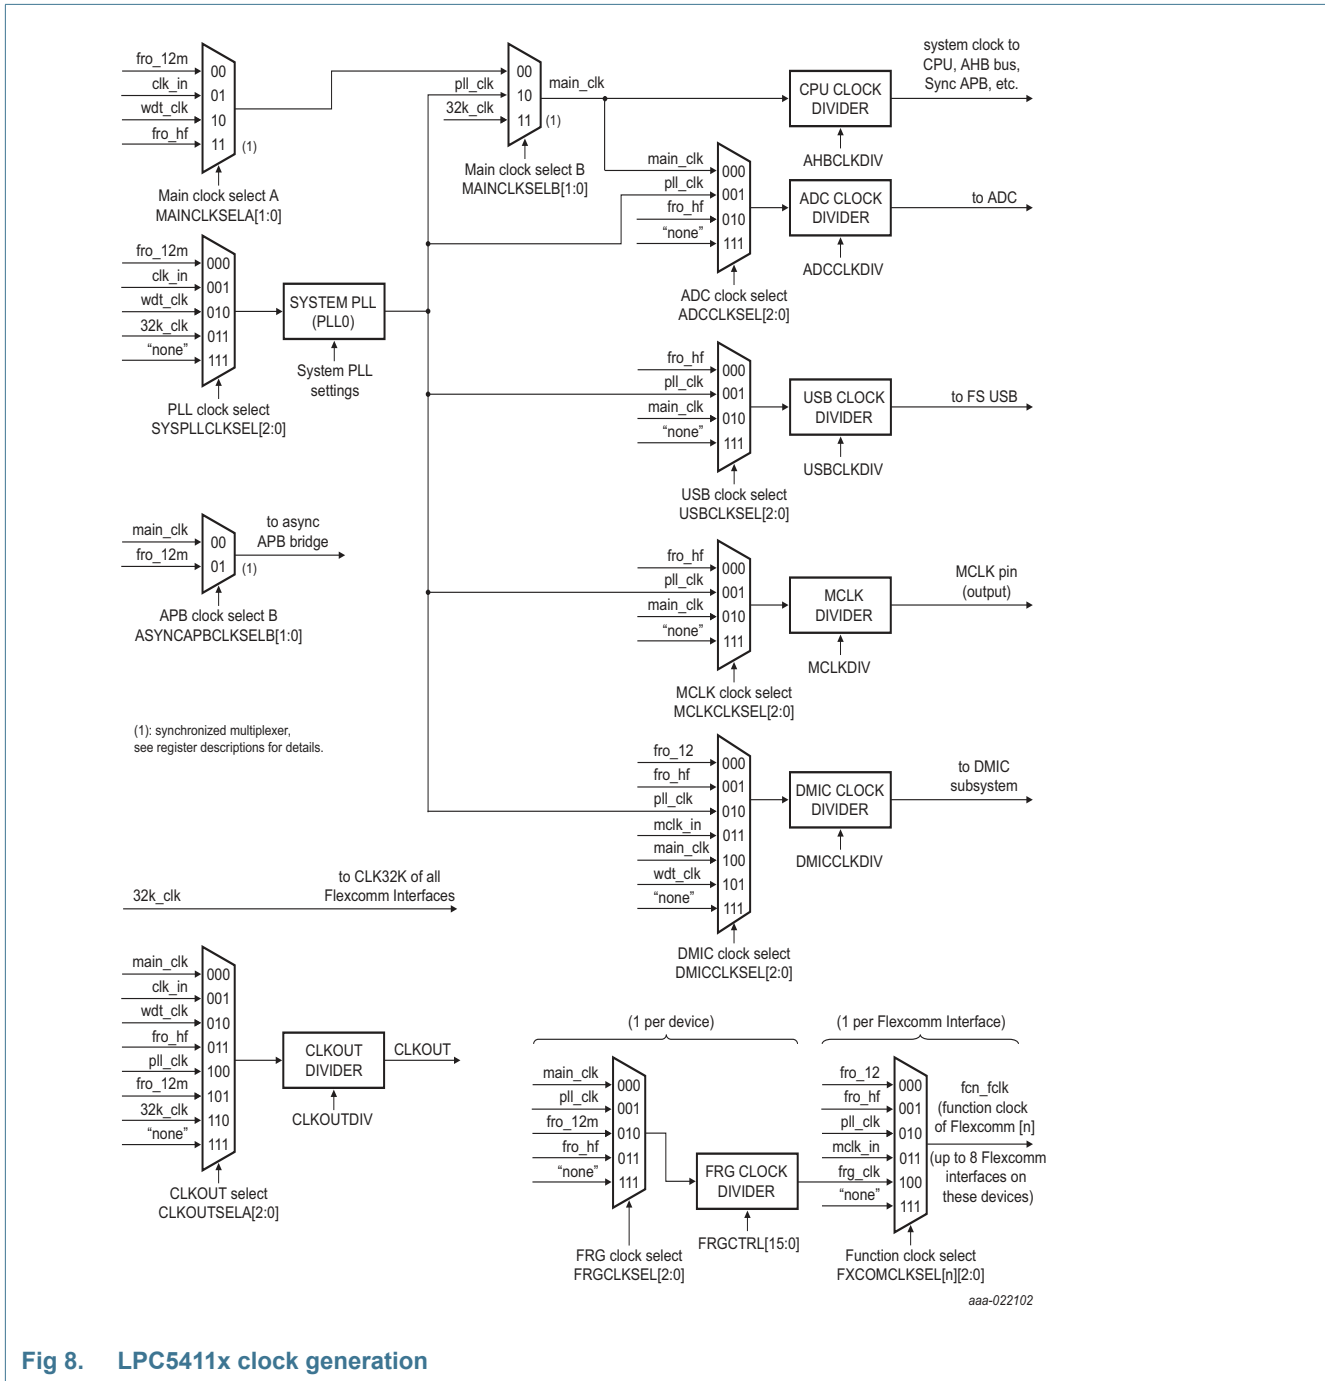 fro_12m
clk_in
wdt_clk
fro_hf
00
01
10
11
(1)
Main clock select A
MAINCLKSELA[1:0]
pll_clk
32k_clk
00
10
11
(1)
main_clk
Main clock select B
MAINCLKSELB[1:0]
CPU CLOCK
DIVIDER
AHBCLKDIV
system clock to
CPU, AHB bus,
Sync APB, etc.
main_clk
pll_clk
fro_hf
“none”
000
001
010
111
ADC clock select
ADCCLKSEL[2:0]
ADC CLOCK
DIVIDER
ADCCLKDIV
to ADC
fro_12m
clk_in
wdt_clk
32k_clk
“none”
000
001
010
011
111
PLL clock select
SYSPLLCLKSEL[2:0]
SYSTEM PLL
(PLL0)
System PLL
settings
fro_hf
pll_clk
main_clk
“none”
000
001
010
111
USB clock select
USBCLKSEL[2:0]
USB CLOCK
DIVIDER
USBCLKDIV
to FS USB
main_clk
fro_12m
00
01
(1)
to async
APB bridge
APB clock select B
ASYNCAPBCLKSELB[1:0]
fro_hf
pll_clk
main_clk
“none”
000
001
010
111
MCLK clock select
MCLKCLKSEL[2:0]
MCLK
DIVIDER
MCLKDIV
MCLK pin
(output)
(1): synchronized multiplexer,
see register descriptions for details.
fro_12
fro_hf
pll_clk
mclk_in
main_clk
wdt_clk
“none”
000
001
010
011
100
101
111
DMIC clock select
DMICCLKSEL[2:0]
DMIC CLOCK
DIVIDER
DMICCLKDIV
to DMIC
subsystem
32k_clk
to CLK32K of all
Flexcomm Interfaces
main_clk
clk_in
wdt_clk
fro_hf
pll_clk
fro_12m
32k_clk
“none”
000
001
010
011
100
101
110
111
CLKOUT select
CLKOUTSELA[2:0]
CLKOUT
DIVIDER
CLKOUTDIV
CLKOUT
(1 per device)
main_clk
pll_clk
fro_12m
fro_hf
“none”
000
001
010
011
111
FRG clock select
FRGCLKSEL[2:0]
FRG CLOCK
DIVIDER
FRGCTRL[15:0]
(1 per Flexcomm Interface)
fro_12
fro_hf
pll_clk
mclk_in
frg_clk
“none”
000
001
010
011
100
111
Function clock select
FXCOMCLKSEL[n][2:0]
fcn_fclk
(function clock
of Flexcomm [n]
(up to 8 Flexcomm
interfaces on
these devices)
aaa-022102
Fig 8. LPC5411x clock generation